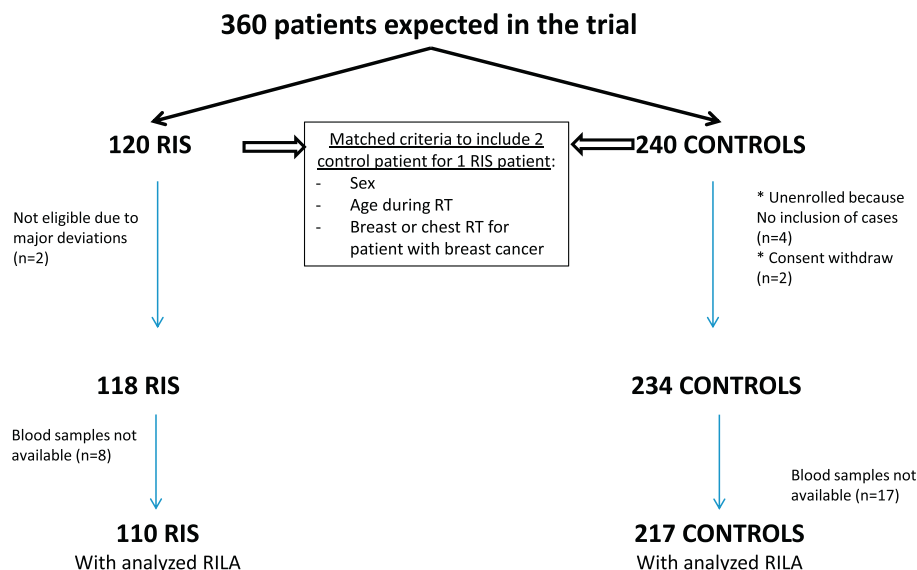 360 patients expected in the trial
120 RIS
Matched criteria to include 2
control patient for 1 RIS patient:
- Sex
- Age during RT
- Breast or chest RT for
patient with breast cancer
240 CONTROLS
Not eligible due to
major deviations
(n=2)
* Unenrolled because
No inclusion of cases
(n=4)
* Consent withdraw
(n=2)
118 RIS
234 CONTROLS
Blood samples not
available (n=8)
Blood samples not
available (n=17)
110 RIS
With analyzed RILA
217 CONTROLS
With analyzed RILA